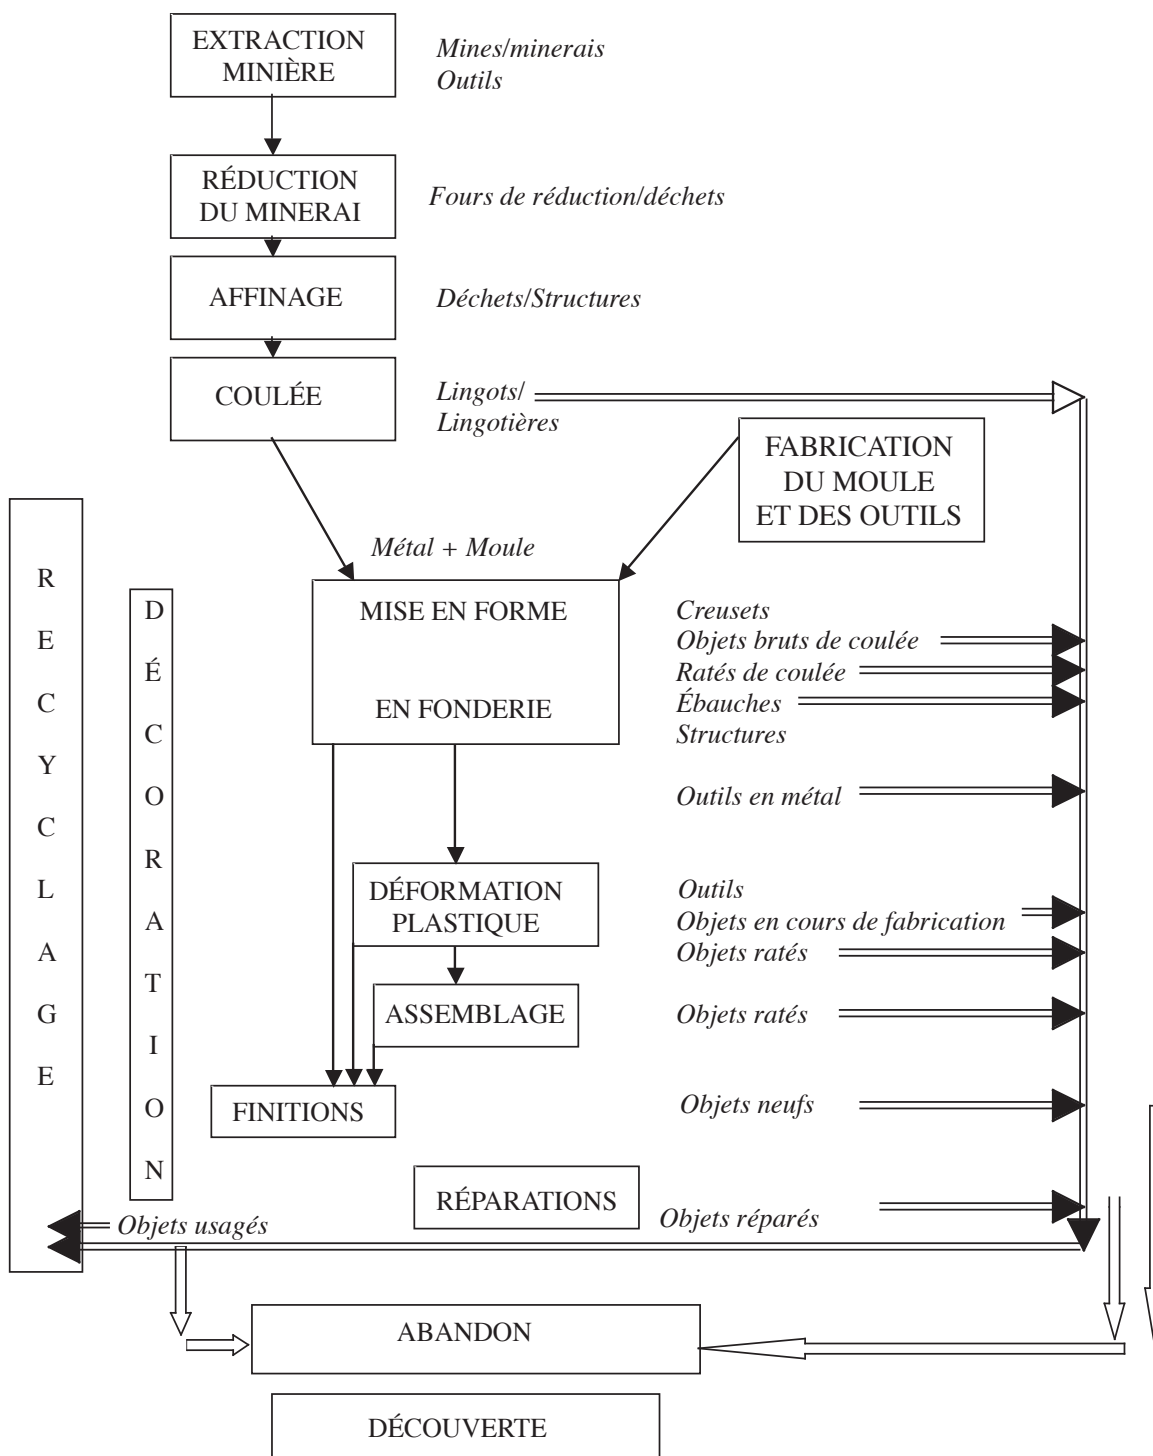 EXTRACTION
MINIÈRE
Mines/minerais
Outils
RÉDUCTION
DU MINERAI
Fours de réduction/déchets
AFFINAGE
Déchets/Structures
COULÉE
Lingots/
Lingotières
FABRICATION
DU MOULE
ET DES OUTILS
Métal + Moule
RECYCLAGE
DÉCORATION
MISE EN FORME
EN FONDERIE
Creusets
Objets bruts de coulée
Ratés de coulée
Ébauches
Structures
Outils en métal
DÉFORMATION
PLASTIQUE
Outils
Objets en cours de fabrication
Objets ratés
ASSEMBLAGE
Objets ratés
FINITIONS
Objets neufs
RÉPARATIONS
Objets réparés
Objets usagés
ABANDON
DÉCOUVERTE